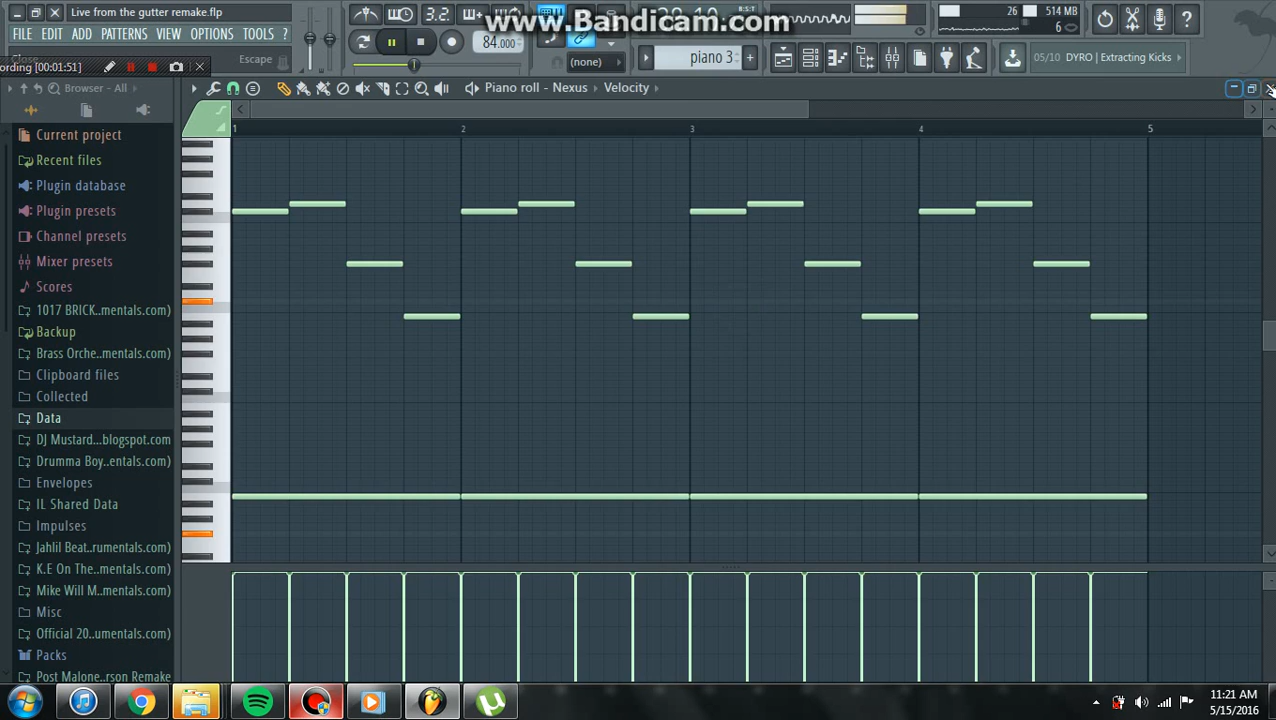 Live from the gutter remake.flp
www.Bandicam.com
3.2
26
514 MB
6
FILE EDIT ADD PATTERNS VIEW OPTIONS TOOLS ?
84.000
Close
Escape
(none)
piano 3
05/10 DYRO | Extracting Kicks
ording [00:01:51]
Browser - All
Piano roll - Nexus
Velocity
1 2 3 4 5
Current project
Recent files
Plugin database
Plugin presets
Channel presets
Mixer presets
Scores
1017 BRICK..mentals.com)
Backup
Brass Orche..mentals.com)
Clipboard files
Collected
Data
DJ Mustard...blogspot.com
Drumma Boy..entals.com)
Envelopes
IL Shared Data
Impulses
Jahlil Beat..rumentals.com)
K.E On The..mentals.com)
Mike Will M..mentals.com)
Misc
Official 20..umentals.com)
Packs
Post Malone..rson Remake
11:21 AM
5/15/2016